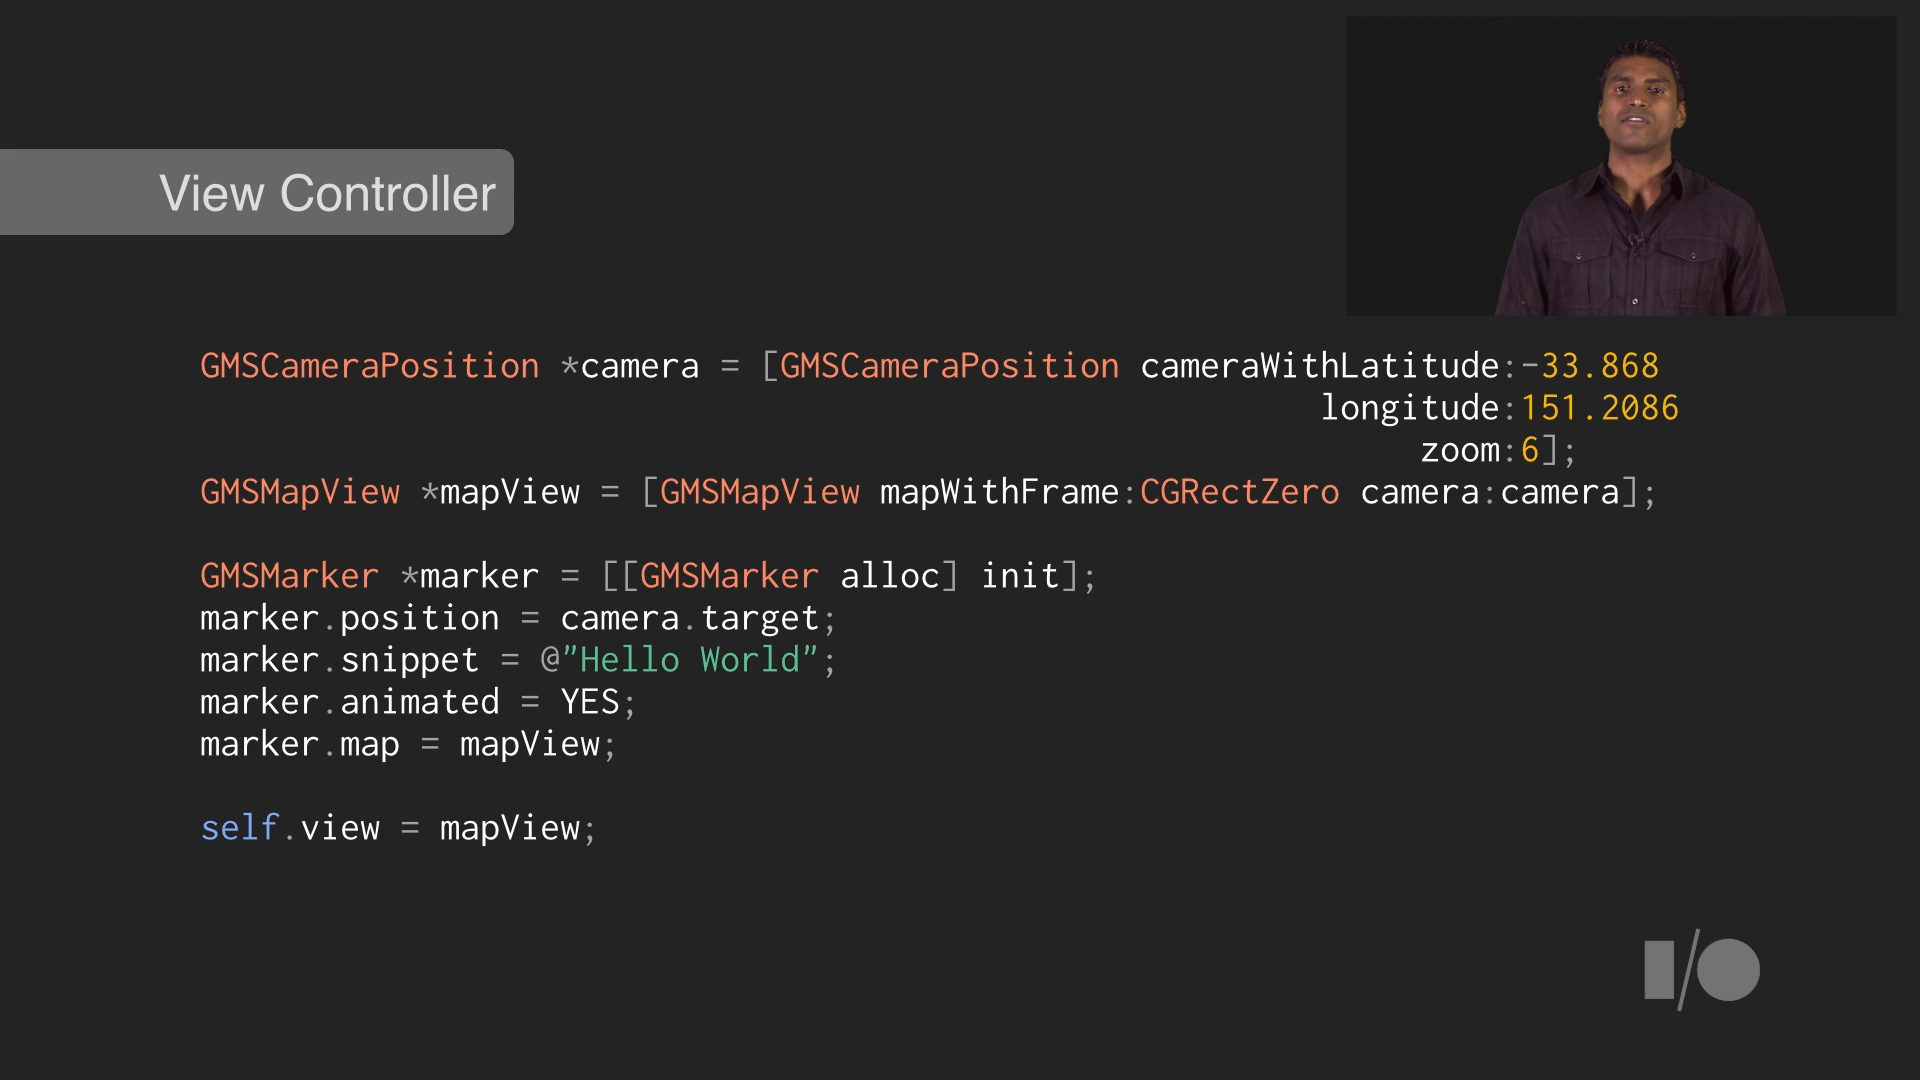 View Controller
GMSCameraPosition *camera = [GMSCameraPosition cameraWithLatitude:-33.868
longitude:151.2086
zoom:6];
GMSMapView *mapView = [GMSMapView mapWithFrame:CGRectZero camera:camera];
GMSMarker *marker = [[GMSMarker alloc] init];
marker.position = camera.target;
marker.snippet = @"Hello World";
marker.animated = YES;
marker.map = mapView;
self.view = mapView;
I/O